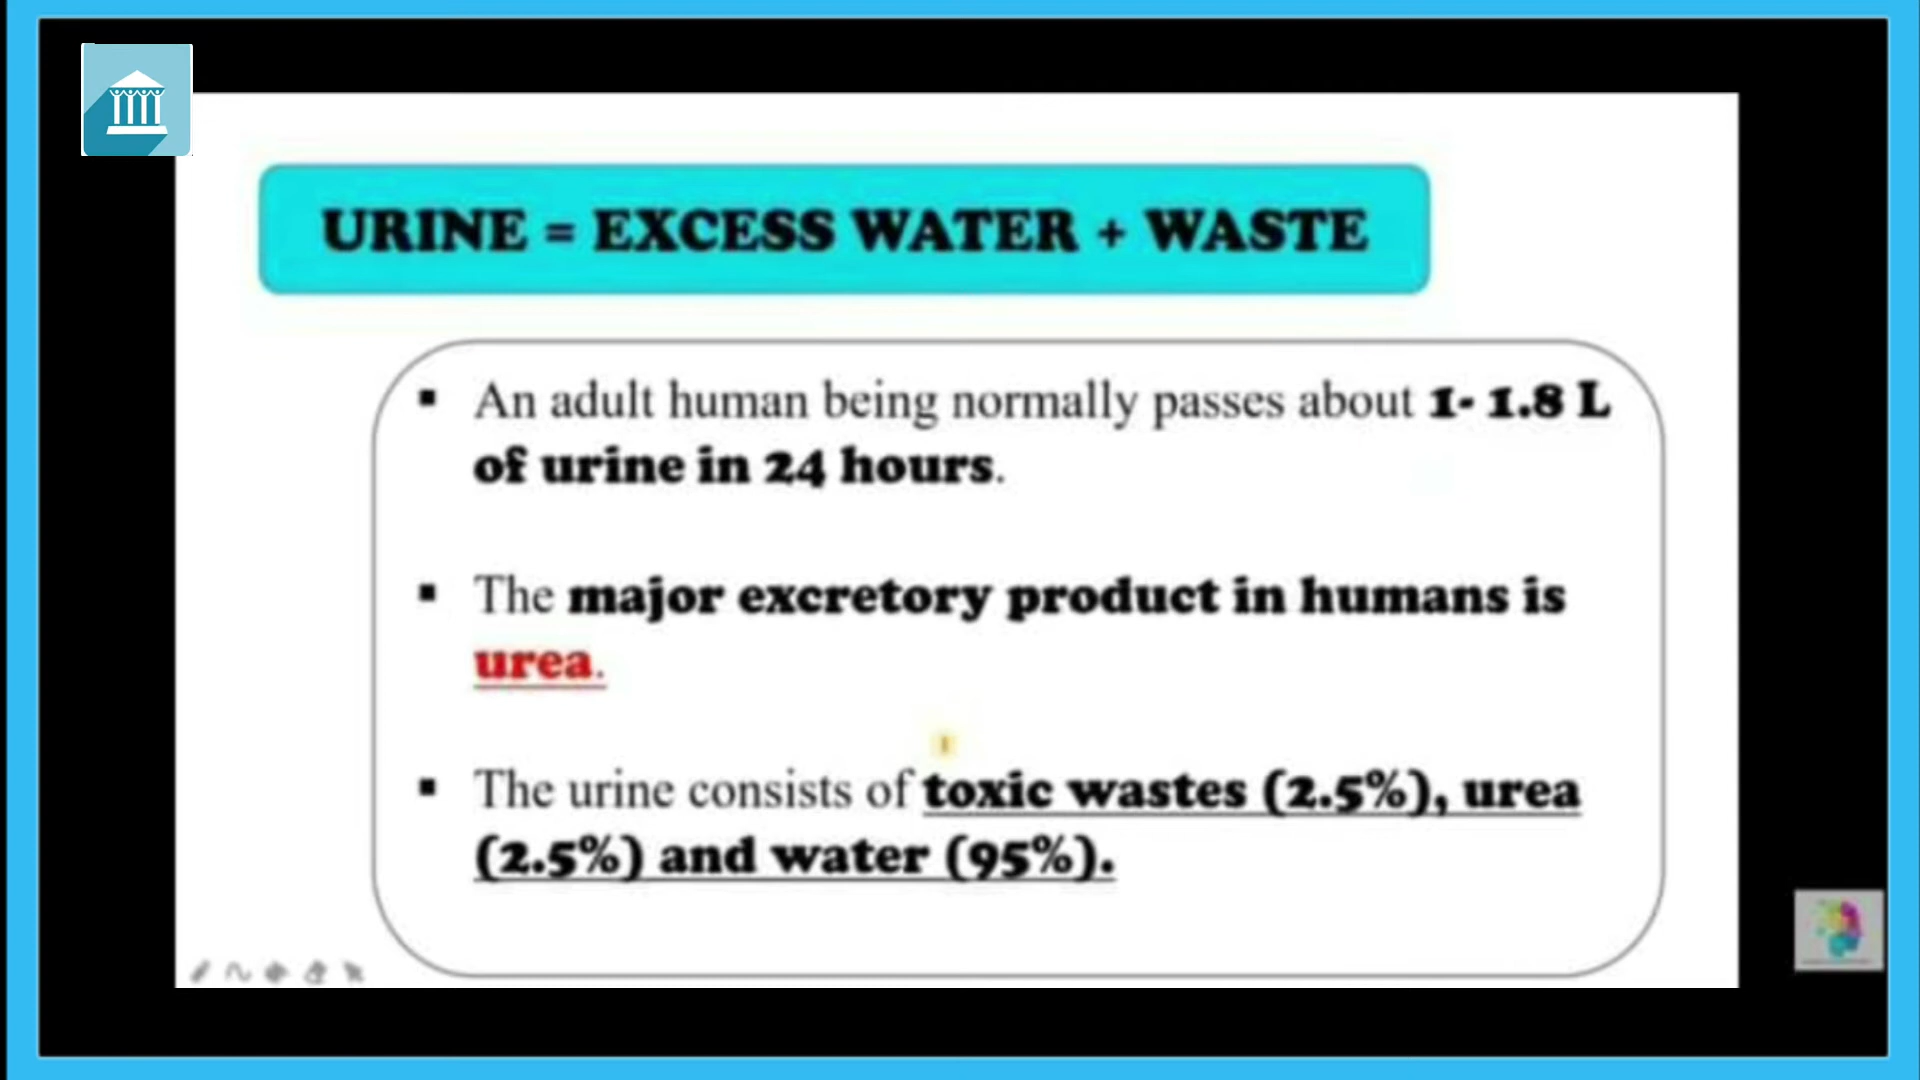 URINE = EXCESS WATER + WASTE
▪ An adult human being normally passes about 1- 1.8 L
of urine in 24 hours.
▪ The major excretory product in humans is
urea.
▪ The urine consists of toxic wastes (2.5%), urea
(2.5%) and water (95%).